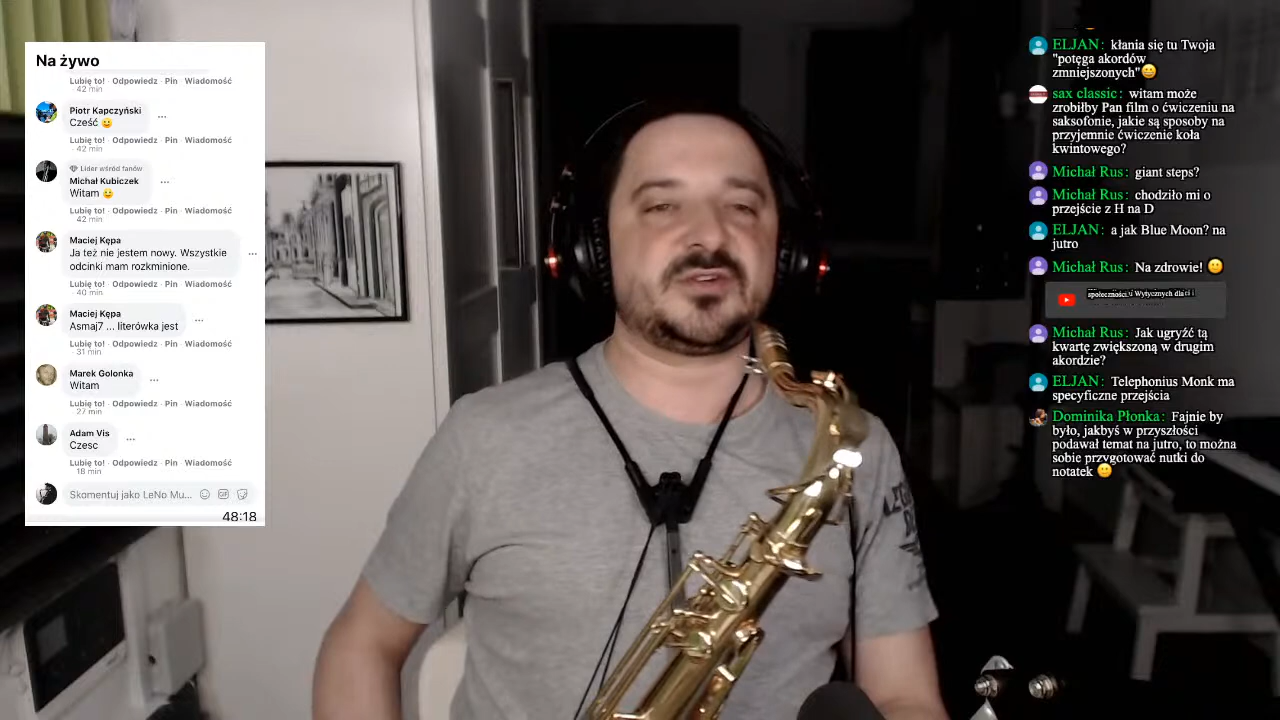 Na żywo
Lubię to! · Odpowiedz · Pin · Wiadomość
· 42 min
Piotr Kapczyński
Cześć
Lubię to! · Odpowiedz · Pin · Wiadomość
· 42 min
Lider wśród fanów
Michał Kubiczek
Witam
Lubię to! · Odpowiedz · Pin · Wiadomość
· 42 min
Maciej Kępa
Ja też nie jestem nowy. Wszystkie
odcinki mam rozkminione.
Lubię to! · Odpowiedz · Pin · Wiadomość
· 40 min
Maciej Kępa
Asmaj7 ... literówka jest
Lubię to! · Odpowiedz · Pin · Wiadomość
· 31 min
Marek Golonka
Witam
Lubię to! · Odpowiedz · Pin · Wiadomość
· 27 min
Adam Vis
Czesc
Lubię to! · Odpowiedz · Pin · Wiadomość
· 18 min
Skomentuj jako LeNo Mu...
48:18
ELJAN: kłania się tu Twoja
"potęga akordów
zmniejszonych"
sax classic: witam może
zrobiłby Pan film o ćwiczeniu na
saksofonie, jakie są sposoby na
przyjemnie ćwiczenie koła
kwintowego?
Michał Rus: giant steps?
Michał Rus: chodziło mi o
przejście z H na D
ELJAN: a jak Blue Moon? na
jutro
Michał Rus: Na zdrowie!
społeczności. Wytycznych dla
Michał Rus: Jak ugryźć tą
kwartę zwiększoną w drugim
akordzie?
ELJAN: Telephonius Monk ma
specyficzne przejścia
Dominika Płonka: Fajnie by
było, jakbyś w przyszłości
podawał temat na jutro, to można
sobie przygotować nutki do
notatek